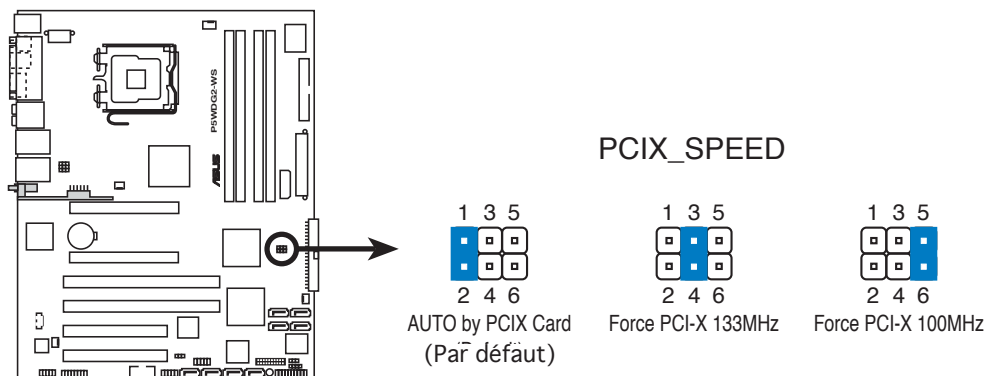 P5WDG2-WS
ASUS
PCIX_SPEED
1 3 5
2 4 6
AUTO by PCIX Card
(Par défaut)
1 3 5
2 4 6
Force PCI-X 133MHz
1 3 5
2 4 6
Force PCI-X 100MHz